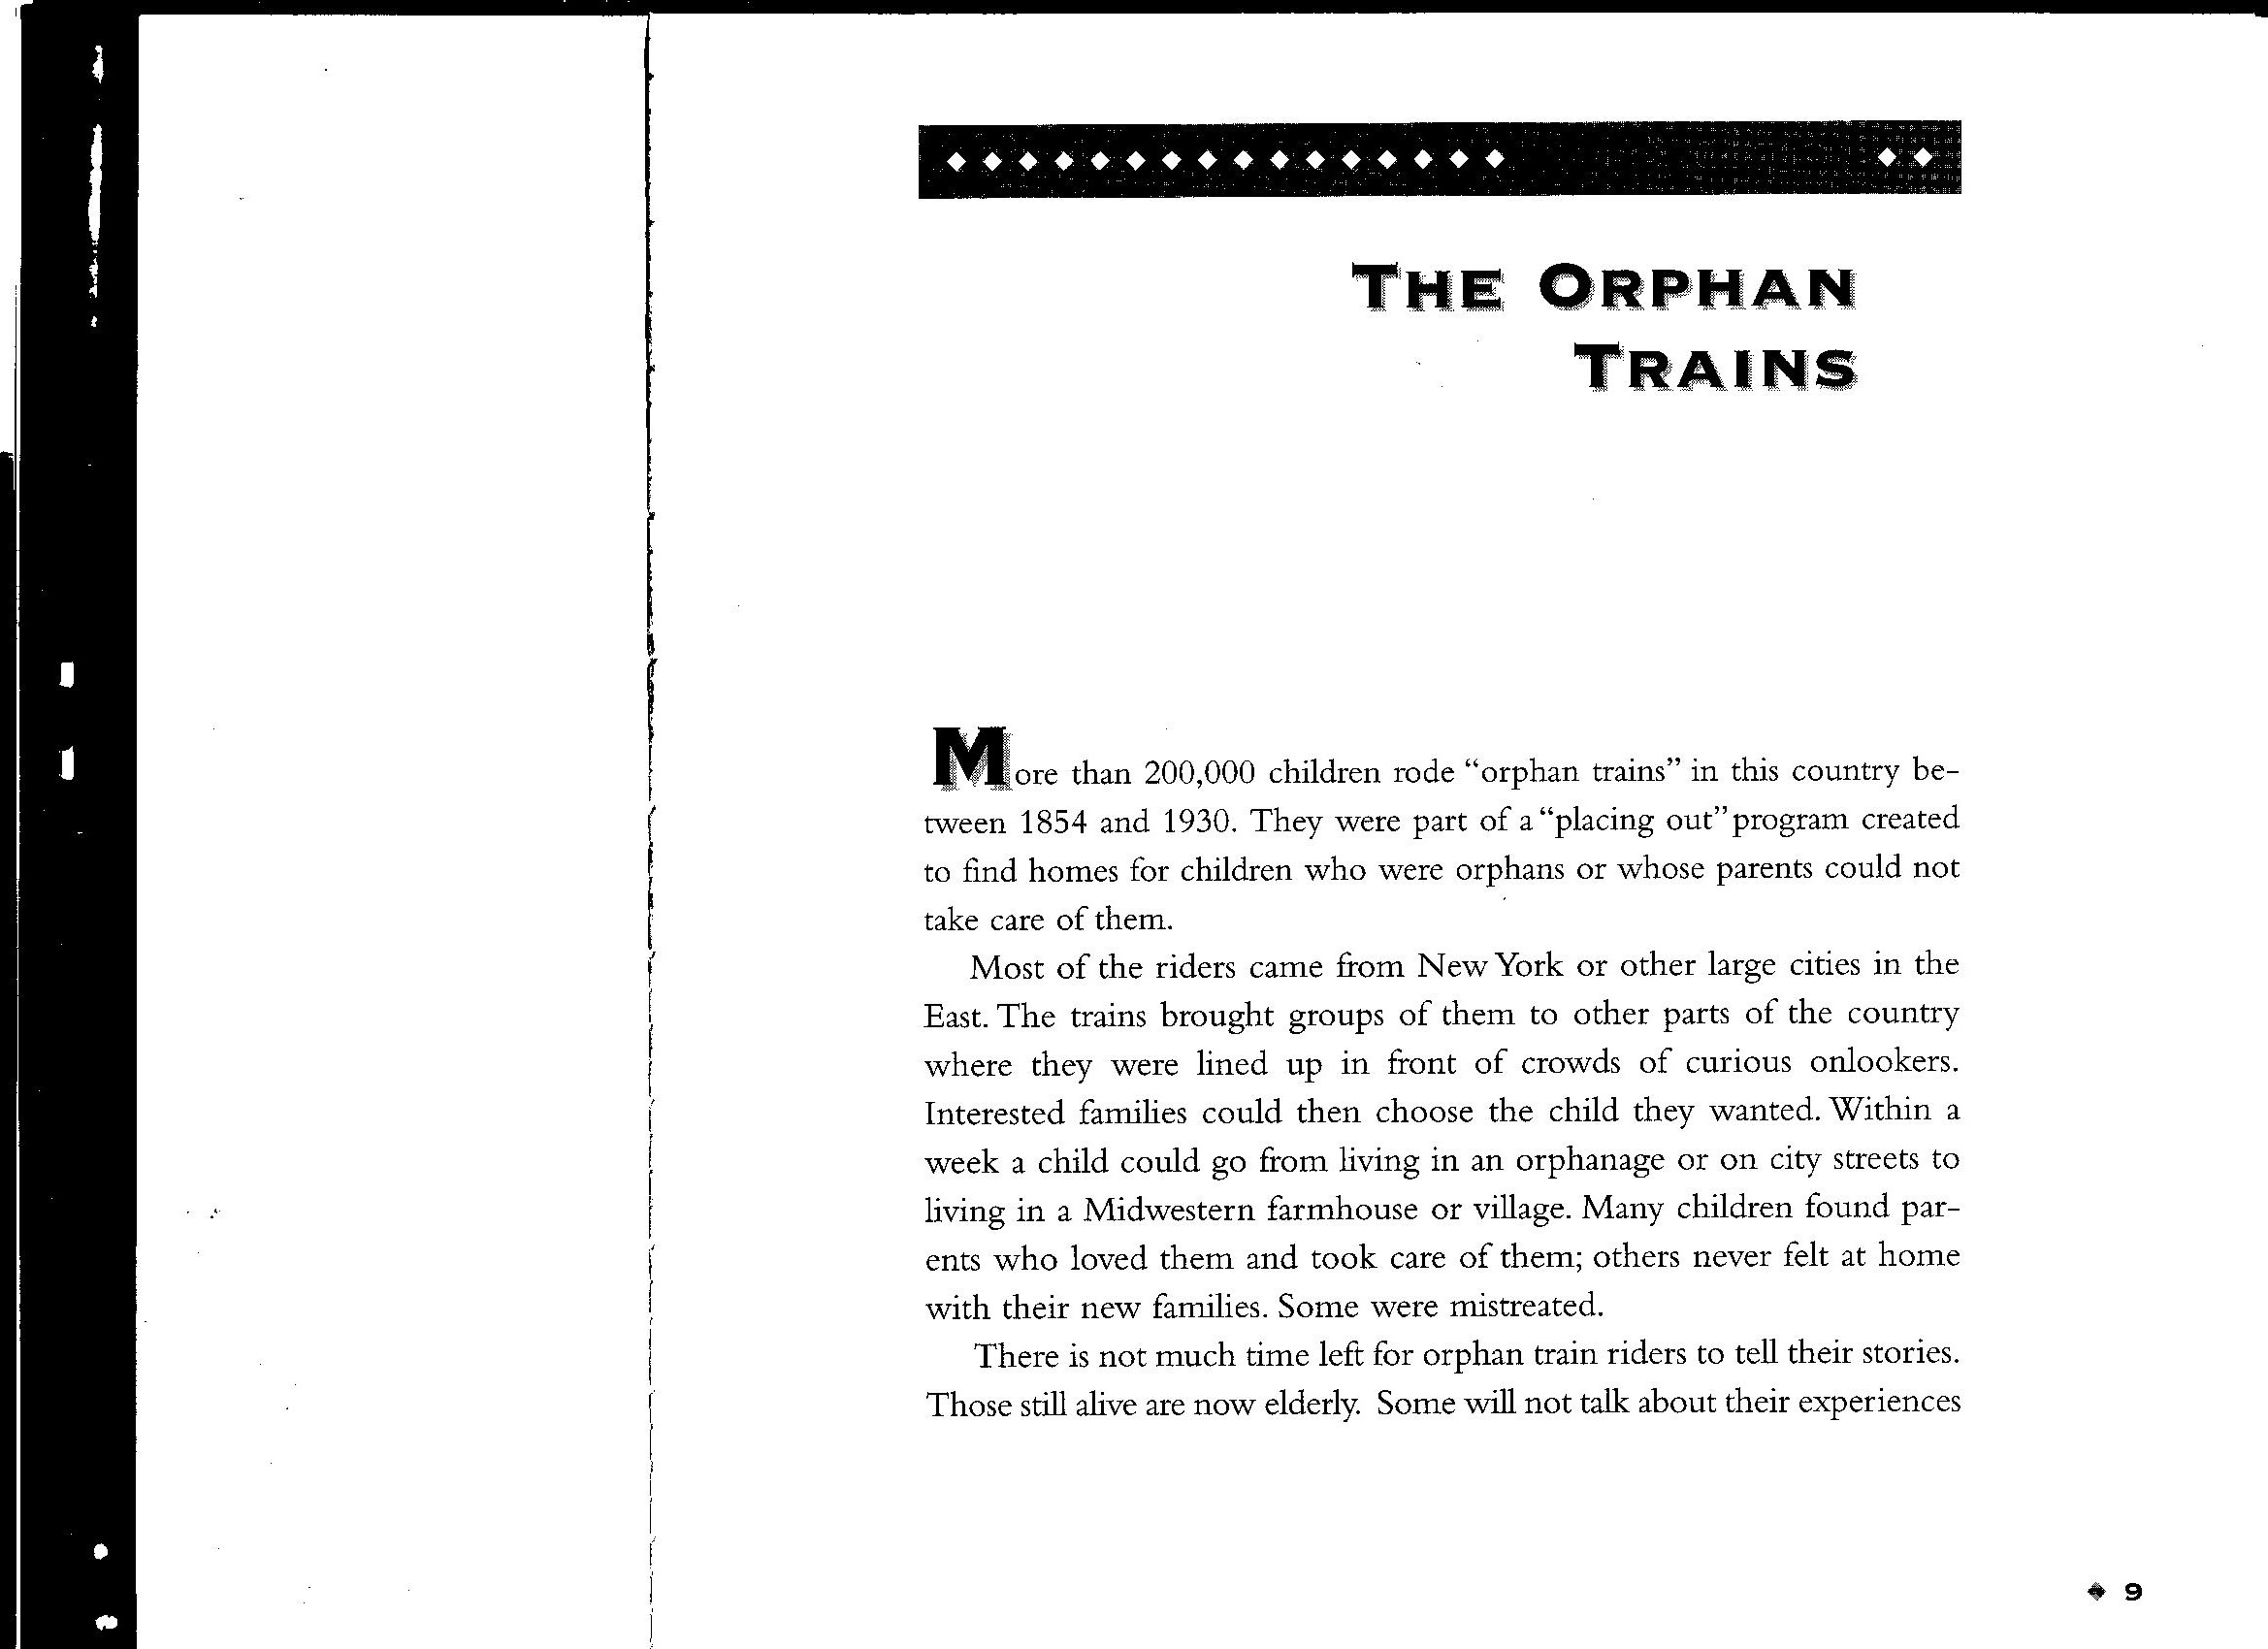 THE ORPHAN
TRAINS
More than 200,000 children rode “orphan trains” in this country be-
tween 1854 and 1930. They were part of a “placing out” program created
to find homes for children who were orphans or whose parents could not
take care of them.
Most of the riders came from New York or other large cities in the
East. The trains brought groups of them to other parts of the country
where they were lined up in front of crowds of curious onlookers.
Interested families could then choose the child they wanted. Within a
week a child could go from living in an orphanage or on city streets to
living in a Midwestern farmhouse or village. Many children found par-
ents who loved them and took care of them; others never felt at home
with their new families. Some were mistreated.
There is not much time left for orphan train riders to tell their stories.
Those still alive are now elderly. Some will not talk about their experiences
9